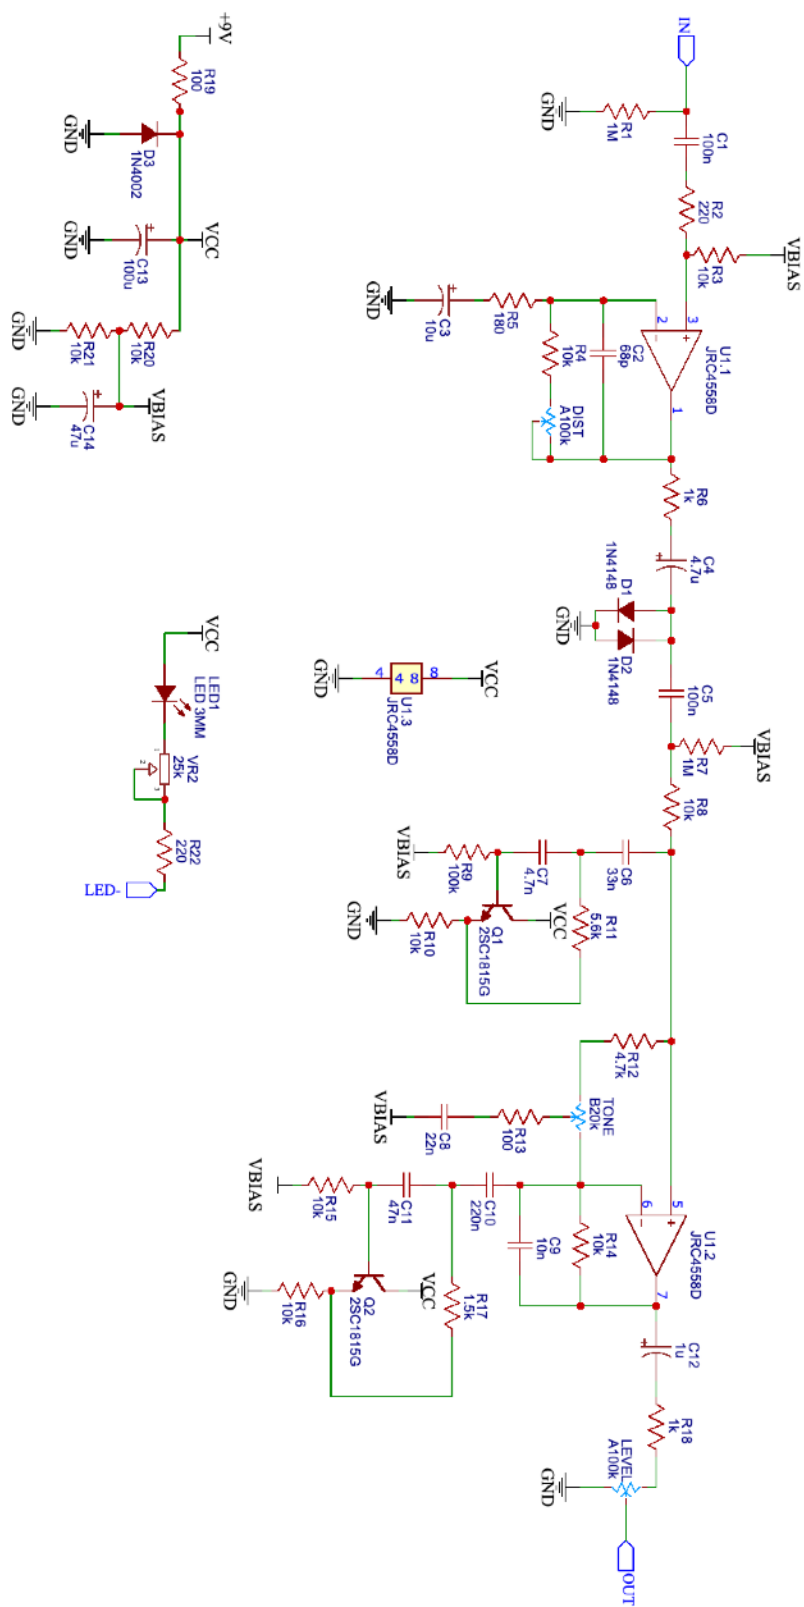 IN
R1
1M
GND
C1
100n
R2
220
VBIAS
R3
10k
3
2
+
-
U1.1
JRC4558D
1
C2
68p
R4
10k
DIST
A100k
R5
180
C3
10u
GND
R6
1k
C4
4.7u
D1
1N4148
D2
1N4148
GND
C5
100n
VBIAS
R7
1M
R8
10k
C6
33n
C7
4.7n
R9
100k
VBIAS
R11
5.6k
VCC
Q1
2SC1815G
R10
10k
GND
R12
4.7k
TONE
B20k
R13
100
C8
22n
VBIAS
5
6
+
-
U1.2
JRC4558D
7
R14
10k
C9
10n
C10
220n
C11
47n
R15
10k
VBIAS
R17
1.5k
VCC
Q2
2SC1815G
R16
10k
GND
C12
1u
R18
1k
LEVEL
A100k
GND
OUT
+9V
R19
100
D3
1N4002
GND
VCC
C13
100u
GND
R20
10k
R21
10k
GND
VBIAS
C14
47u
GND
VCC
8
8
4
4
U1.3
JRC4558D
GND
VCC
LED1
LED 3MM
VR2
25k
1
2
3
R22
220
LED-